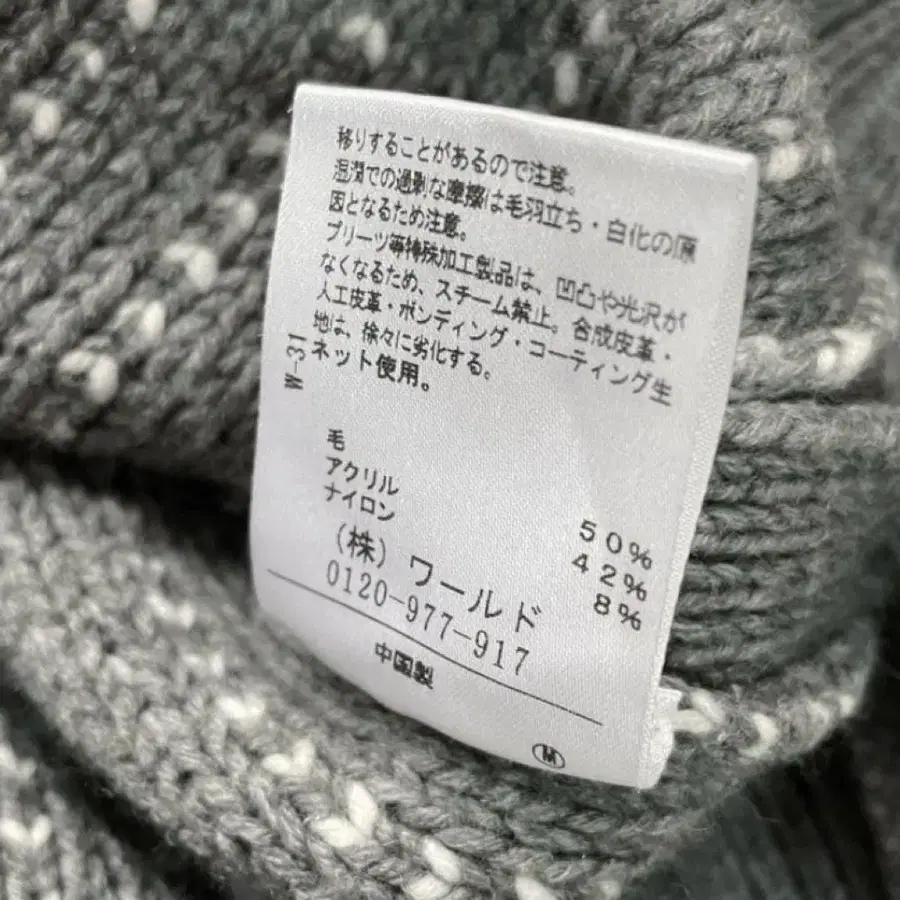 移りすることがあるので注意。
湿潤での過剰な摩擦は毛羽立ち・白化の原
因となるため注意。
プリーツ等特殊加工製品は、凹凸や光沢が
なくなるため、スチーム禁止。合成皮革・
人工皮革・ボンディング・コーティング生
地は、徐々に劣化する。
ネット使用。
W-31
毛 50%
アクリル 42%
ナイロン 8%
(株) ワールド
0120-977-917
中国製
M